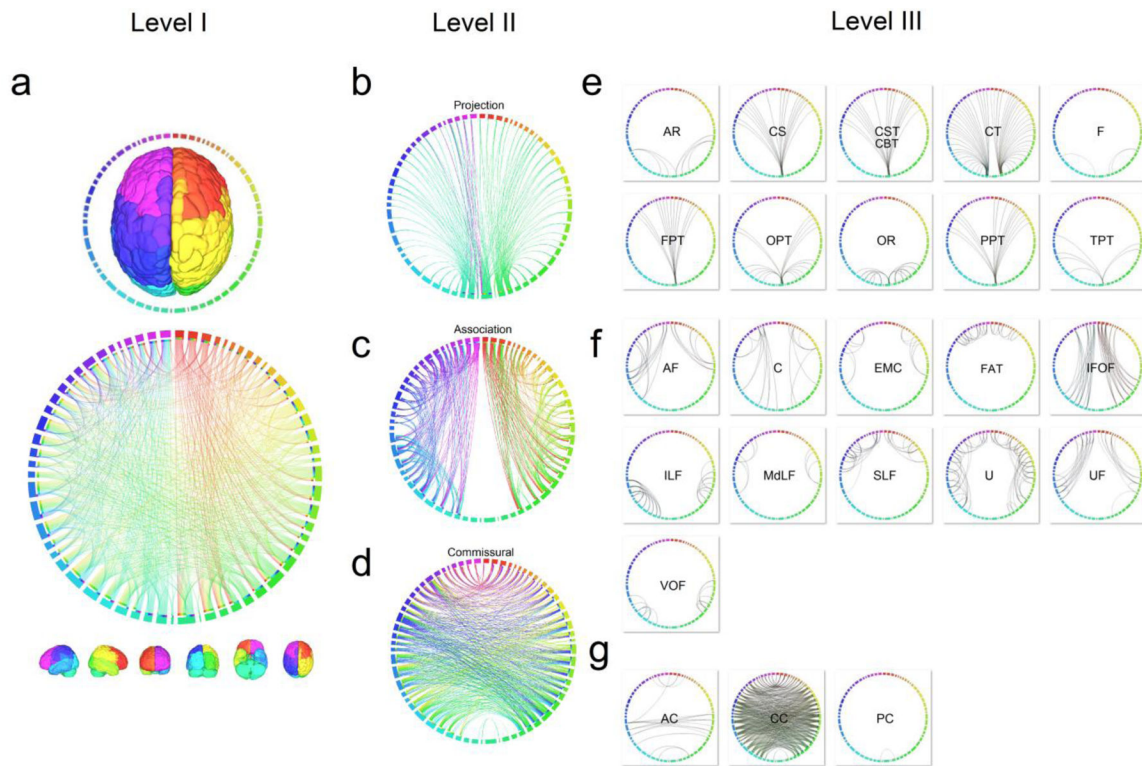 Level I
Level II
Level III
a
b
Projection
c
Association
d
Commissural
e
AR
CS
CST
CBT
CT
F
FPT
OPT
OR
PPT
TPT
f
AF
C
EMC
FAT
IFOF
ILF
MdLF
SLF
U
UF
VOF
g
AC
CC
PC